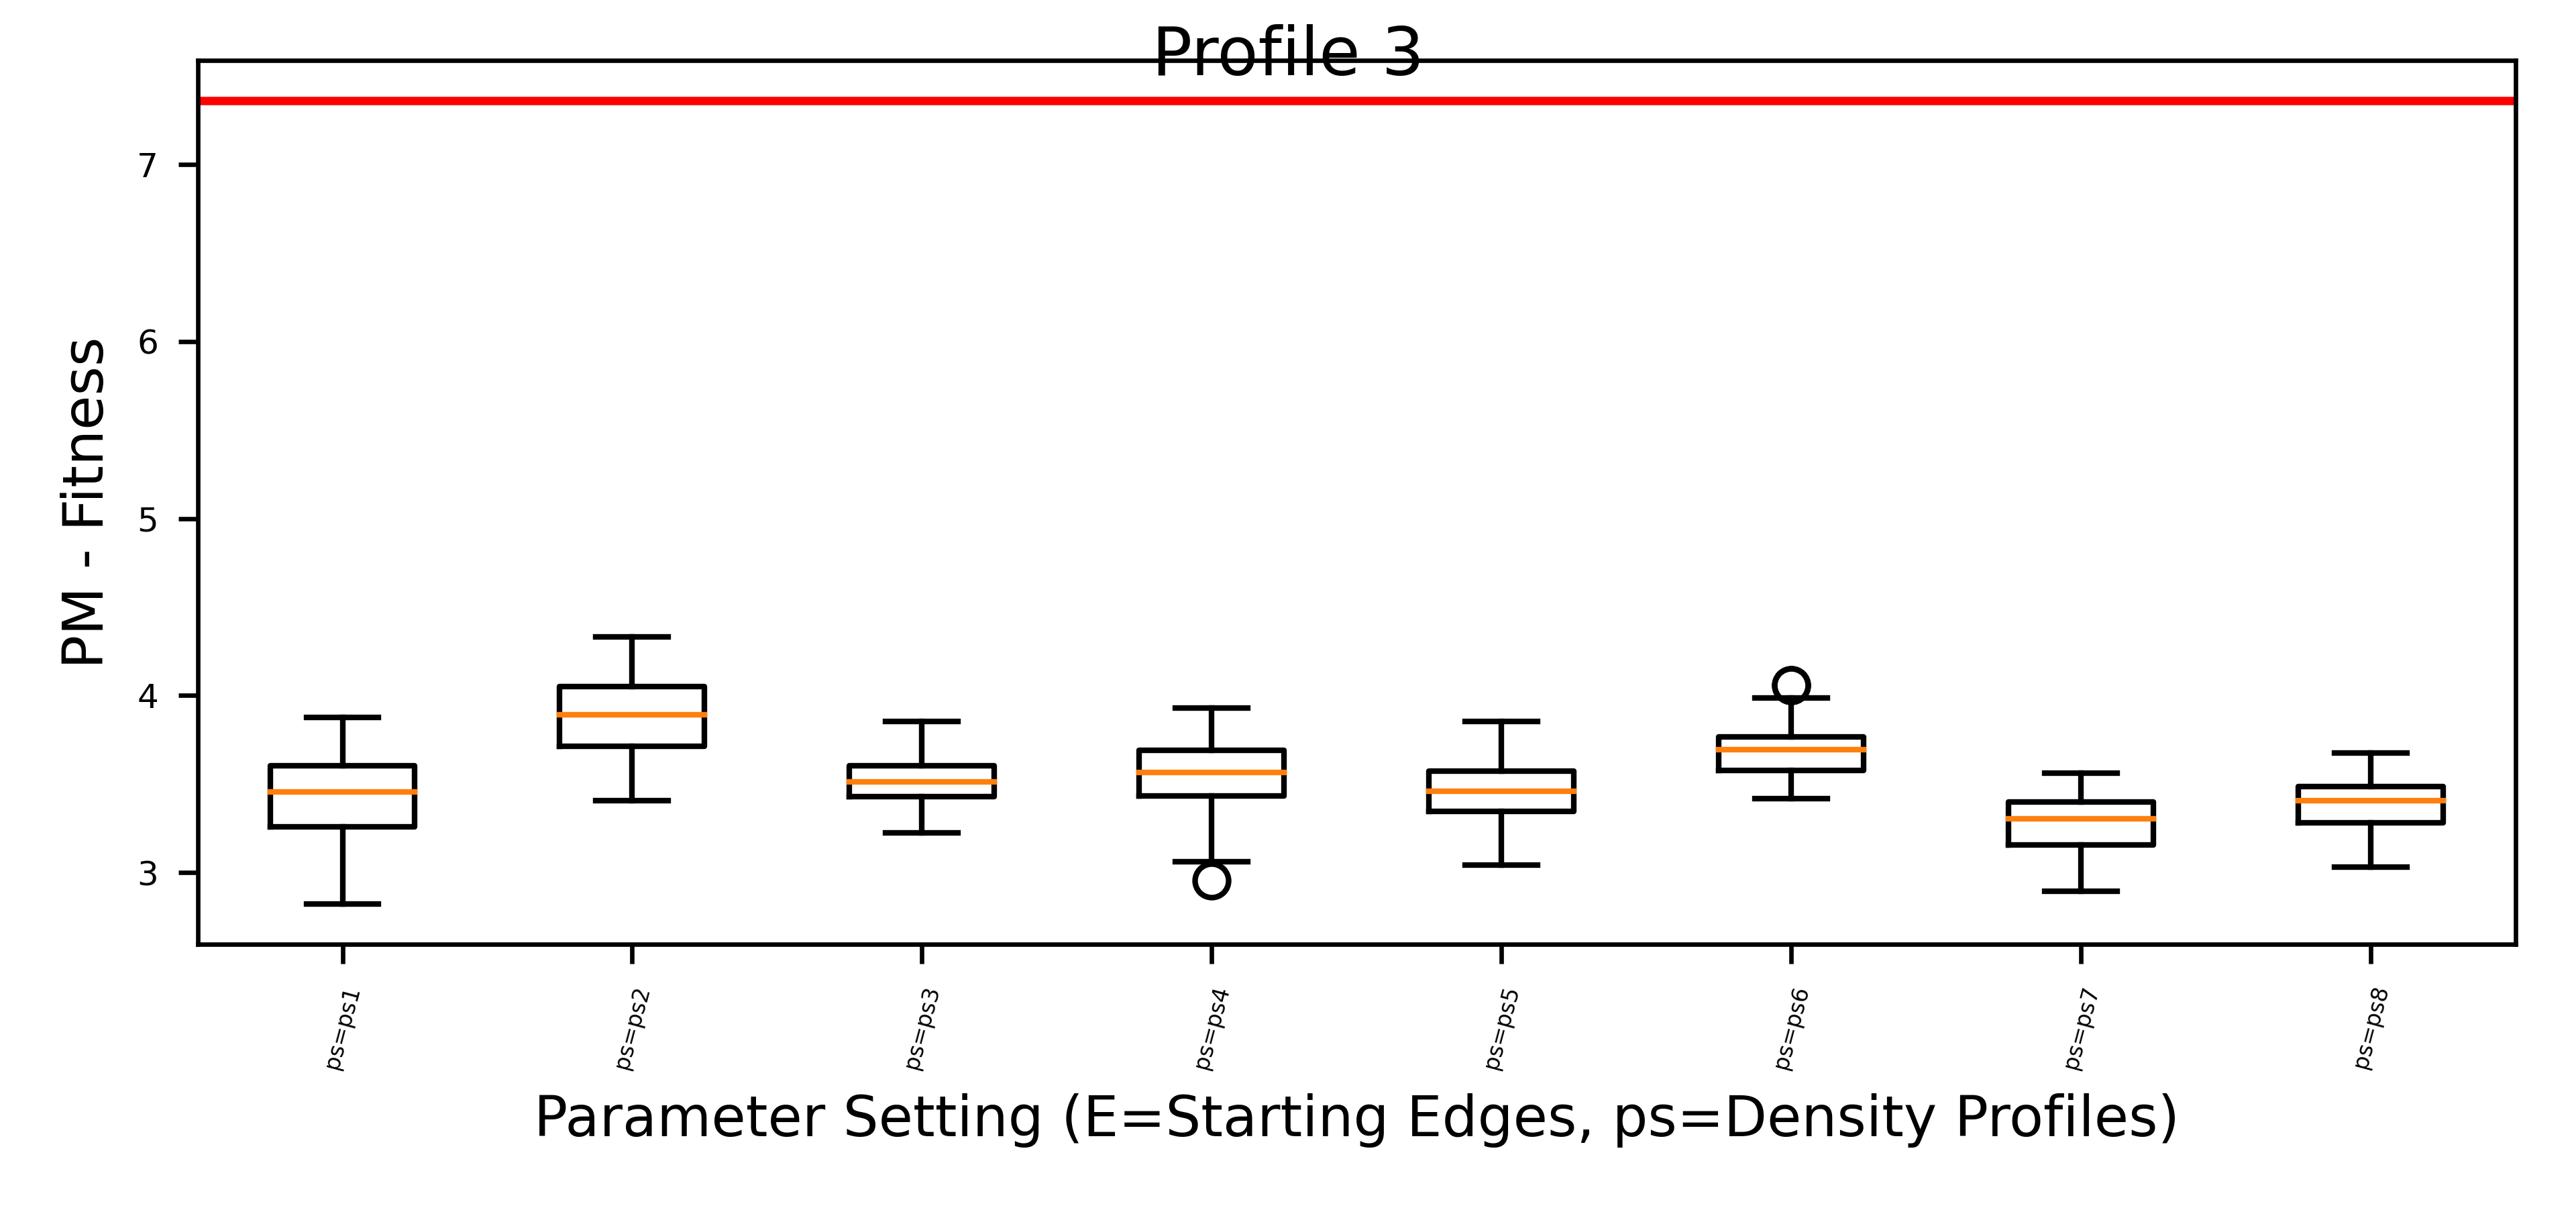 Profile 3
PM - Fitness
7
6
5
4
3
ps=ps1
ps=ps2
ps=ps3
ps=ps4
ps=ps5
ps=ps6
ps=ps7
ps=ps8
Parameter Setting (E=Starting Edges, ps=Density Profiles)